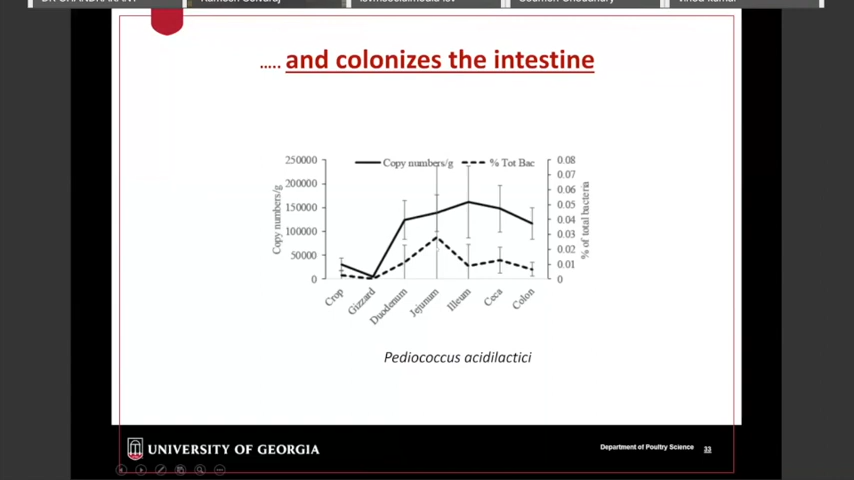 ..... and colonizes the intestine
Copy numbers/g
% Tot Bac
250000
200000
150000
100000
50000
0
Copy numbers/g
0.08
0.07
0.06
0.05
0.04
0.03
0.02
0.01
0
% of total bacteria
Crop
Gizzard
Duodenum
Jejunum
Illeum
Ceca
Colon
Pediococcus acidilactici
UNIVERSITY OF GEORGIA
Department of Poultry Science
33